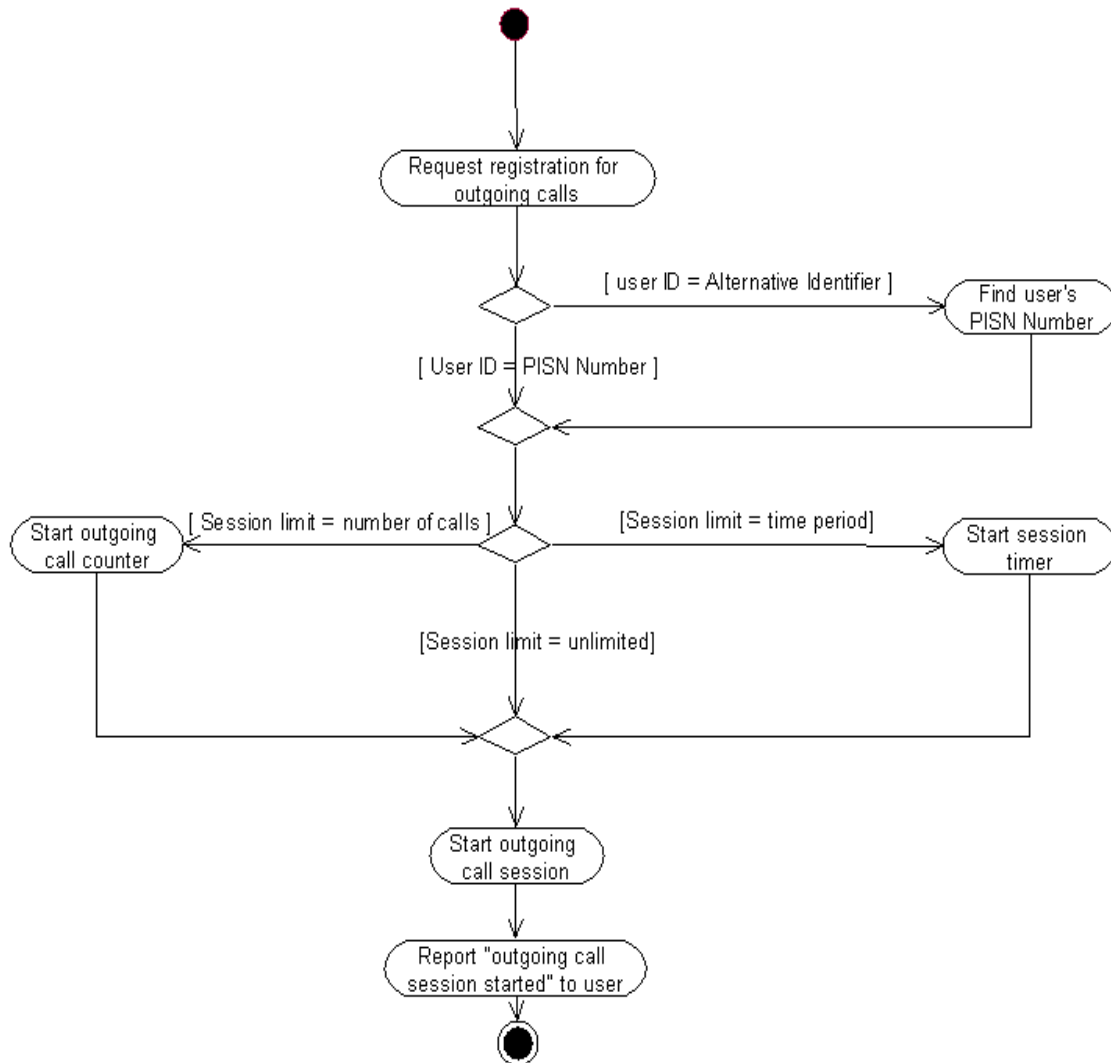 Request registration for
outgoing calls
[ user ID = Alternative Identifier ]
Find user's
PISN Number
[ User ID = PISN Number ]
Start outgoing
call counter
[ Session limit = number of calls ]
[Session limit = time period]
Start session
timer
[Session limit = unlimited]
Start outgoing
call session
Report "outgoing call
session started" to user